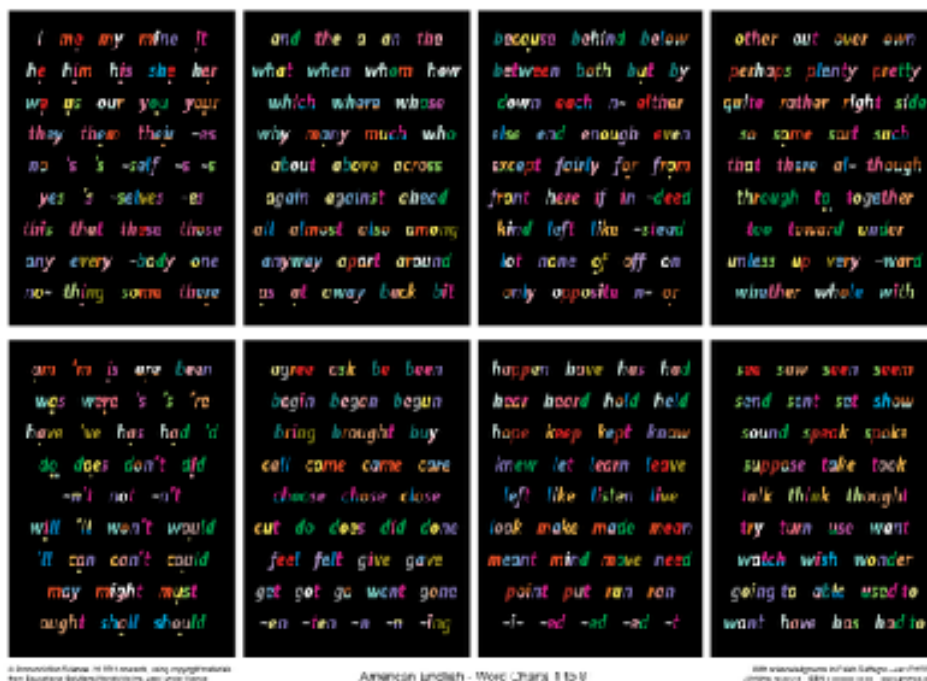 i me my mine it
he him his she her
we us our you your
they them their -es
no 's 's -self -s -s
yes 's -selves -es
this that these those
any every -body one
no- thing some there
and the a an the
what when whom how
which where whose
why many much who
about above across
again against ahead
all almost also among
anyway apart around
as at away back bit
because behind below
between both but by
down each n- either
else end enough even
except fairly for from
front here if in -deed
kind left like -stead
lot none of off on
only opposite n- or
other out over own
perhaps plenty pretty
quite rather right side
so some sort such
that there al- though
through to together
too toward under
unless up very -ward
whether whole with
am 'm is are been
was were 's 's 're
have 've has had 'd
do does don't did
-n't not -n't
will 'll won't would
'll can can't could
may might must
ought shall should
agree ask be been
begin began begun
bring brought buy
call come came care
choose chose close
cut do does did done
feel felt give gave
get got go went gone
-en -ten -n -n -ing
happen have has had
hear heard hold held
hope keep kept know
knew let learn leave
left like listen live
look make made mean
meant mind move need
point put run ran
-i- -ed -ed -ed -t
see saw seen seem
send sent set show
sound speak spoke
suppose take took
talk think thought
try turn use want
watch wish wonder
going to able used to
want have has had to
American English - Word Charts 1 to 8